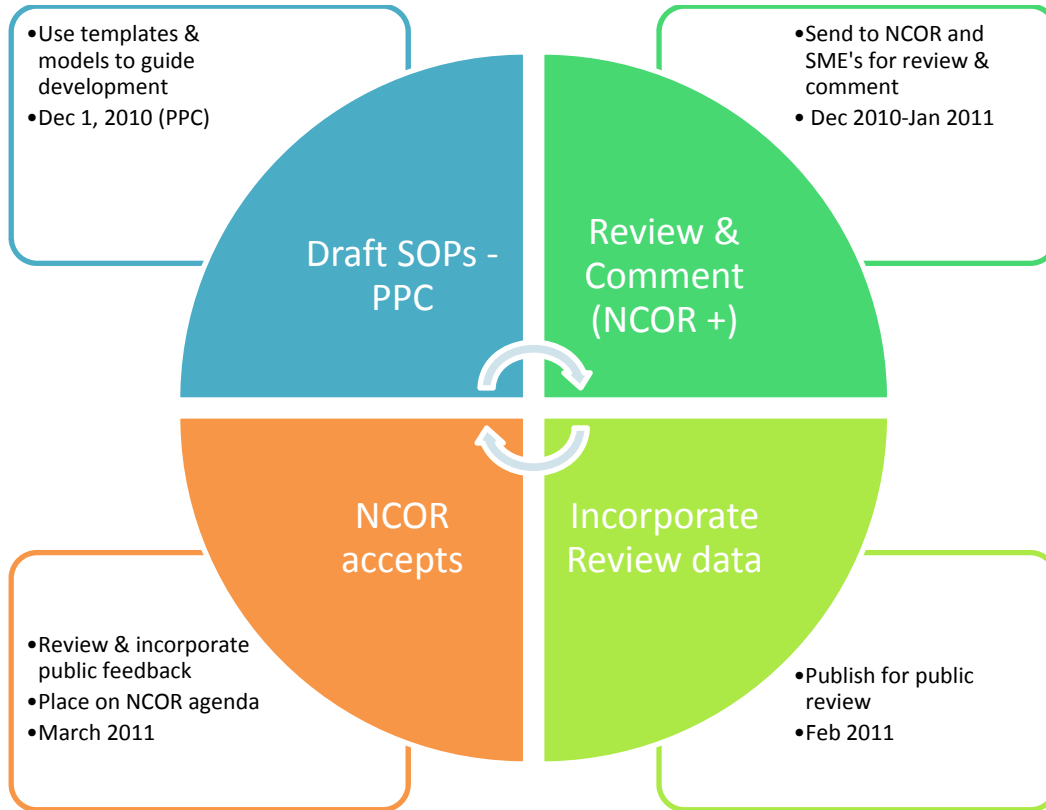 •Use templates &
models to guide
development
•Dec 1, 2010 (PPC)
•Send to NCOR and
SME's for review &
comment
• Dec 2010-Jan 2011
Draft SOPs -
PPC
Review &
Comment
(NCOR +)
NCOR
accepts
Incorporate
Review data
•Review & incorporate
public feedback
•Place on NCOR agenda
•March 2011
•Publish for public
review
•Feb 2011